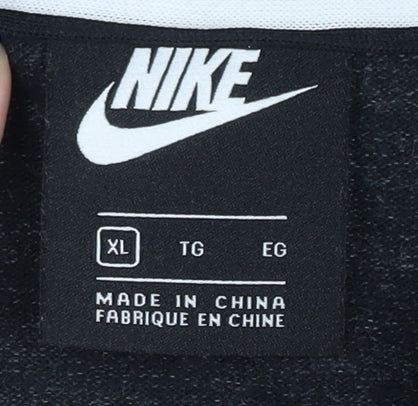 NIKE
XL TG EG
MADE IN CHINA
FABRIQUE EN CHINE